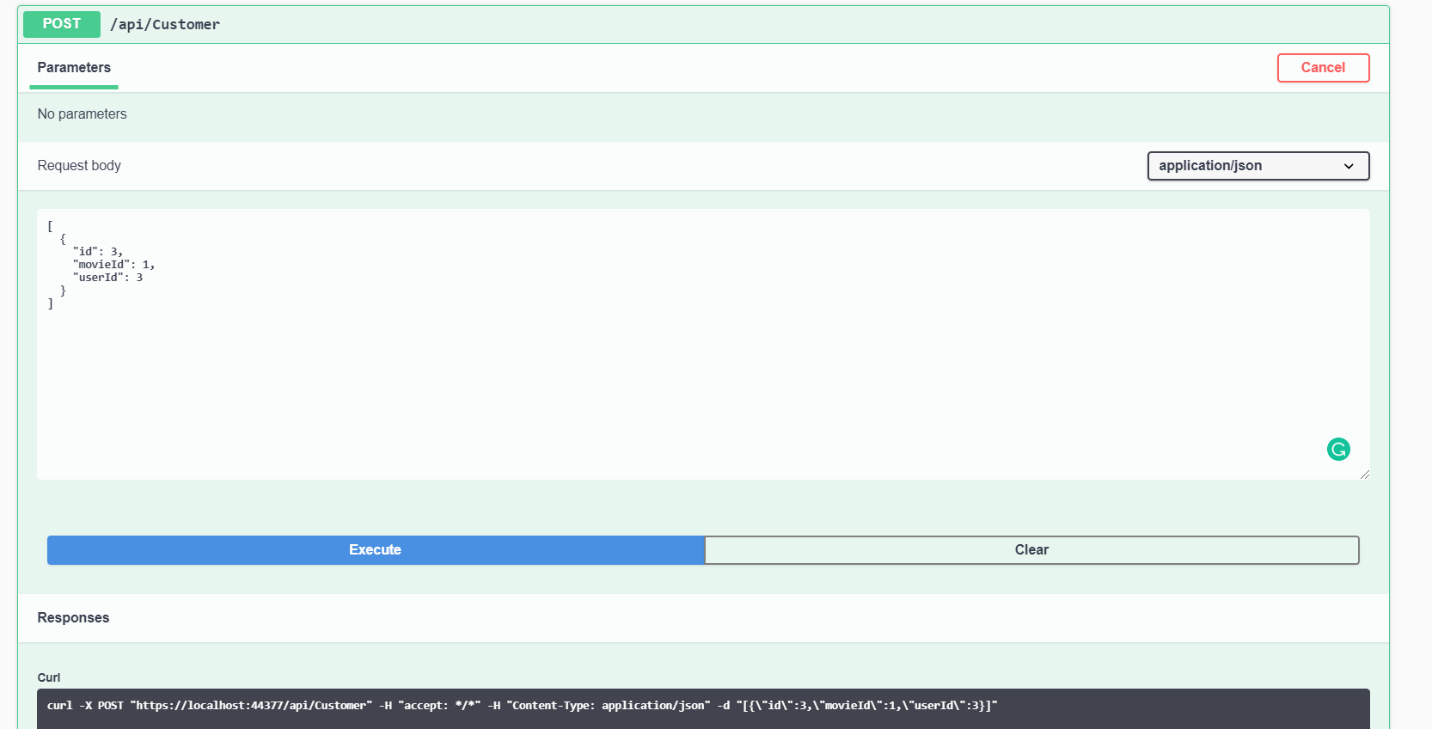 POST /api/Customer
Parameters Cancel
No parameters
Request body application/json
[
  {
    "id": 3,
    "movieId": 1,
    "userId": 3
  }
]
Execute Clear
Responses
Curl
curl -X POST "https://localhost:44377/api/Customer" -H "accept: */*" -H "Content-Type: application/json" -d "[{\"id\":3,\"movieId\":1,\"userId\":3}]"